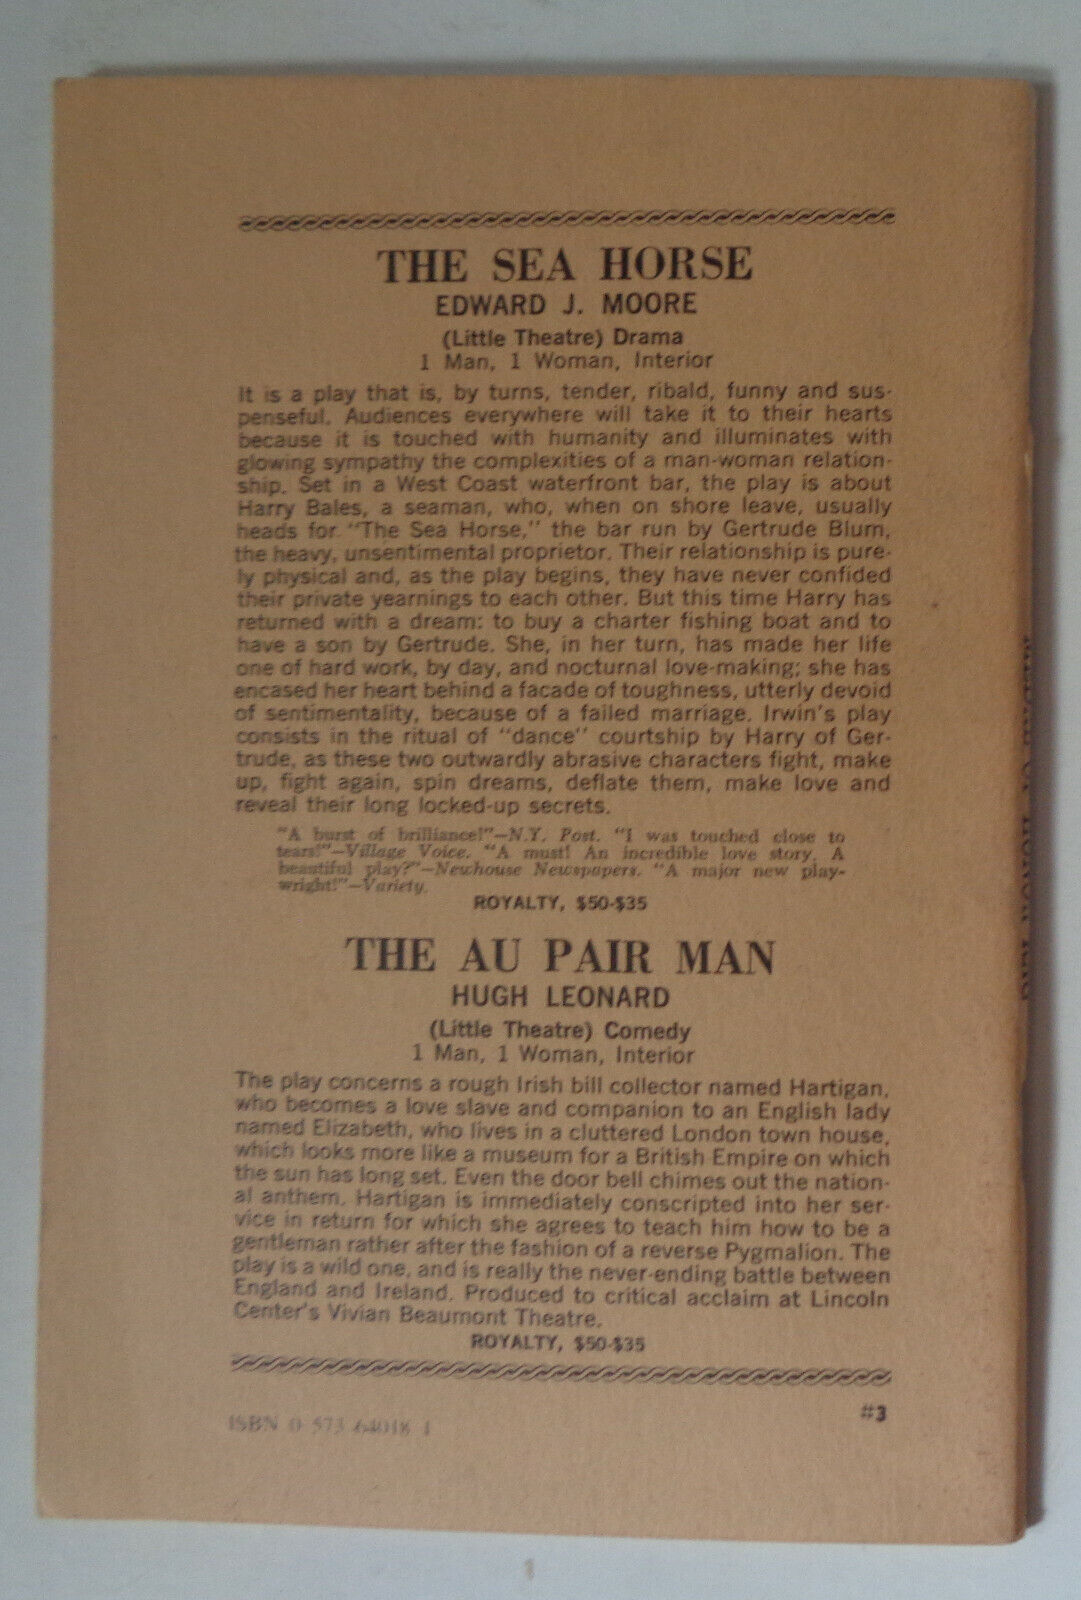 THE SEA HORSE
EDWARD J. MOORE
(Little Theatre) Drama
1 Man, 1 Woman, Interior
It is a play that is, by turns, tender, ribald, funny and sus-
penseful. Audiences everywhere will take it to their hearts
because it is touched with humanity and illuminates with
glowing sympathy the complexities of a man-woman relation-
ship. Set in a West Coast waterfront bar, the play is about
Harry Bales, a seaman, who, when on shore leave, usually
heads for "The Sea Horse," the bar run by Gertrude Blum,
the heavy, unsentimental proprietor. Their relationship is pure-
ly physical and, as the play begins, they have never confided
their private yearnings to each other. But this time Harry has
returned with a dream: to buy a charter fishing boat and to
have a son by Gertrude. She, in her turn, has made her life
one of hard work, by day, and nocturnal love-making; she has
encased her heart behind a facade of toughness, utterly devoid
of sentimentality, because of a failed marriage. Irwin's play
consists in the ritual of "dance" courtship by Harry of Ger-
trude, as these two outwardly abrasive characters fight, make
up, fight again, spin dreams, deflate them, make love and
reveal their long locked-up secrets.
"A burst of brilliance!"—N.Y. Post. "I was touched close to
tears!"—Village Voice. "A must! An incredible love story. A
beautiful play?"—Newhouse Newspapers. "A major new play-
wright!"—Variety.
ROYALTY, $50-$35
THE AU PAIR MAN
HUGH LEONARD
(Little Theatre) Comedy
1 Man, 1 Woman, Interior
The play concerns a rough Irish bill collector named Hartigan,
who becomes a love slave and companion to an English lady
named Elizabeth, who lives in a cluttered London town house,
which looks more like a museum for a British Empire on which
the sun has long set. Even the door bell chimes out the nation-
al anthem. Hartigan is immediately conscripted into her ser-
vice in return for which she agrees to teach him how to be a
gentleman rather after the fashion of a reverse Pygmalion. The
play is a wild one, and is really the never-ending battle between
England and Ireland. Produced to critical acclaim at Lincoln
Center's Vivian Beaumont Theatre.
ROYALTY, $50-$35
#3
ISBN 0 573 64018 1